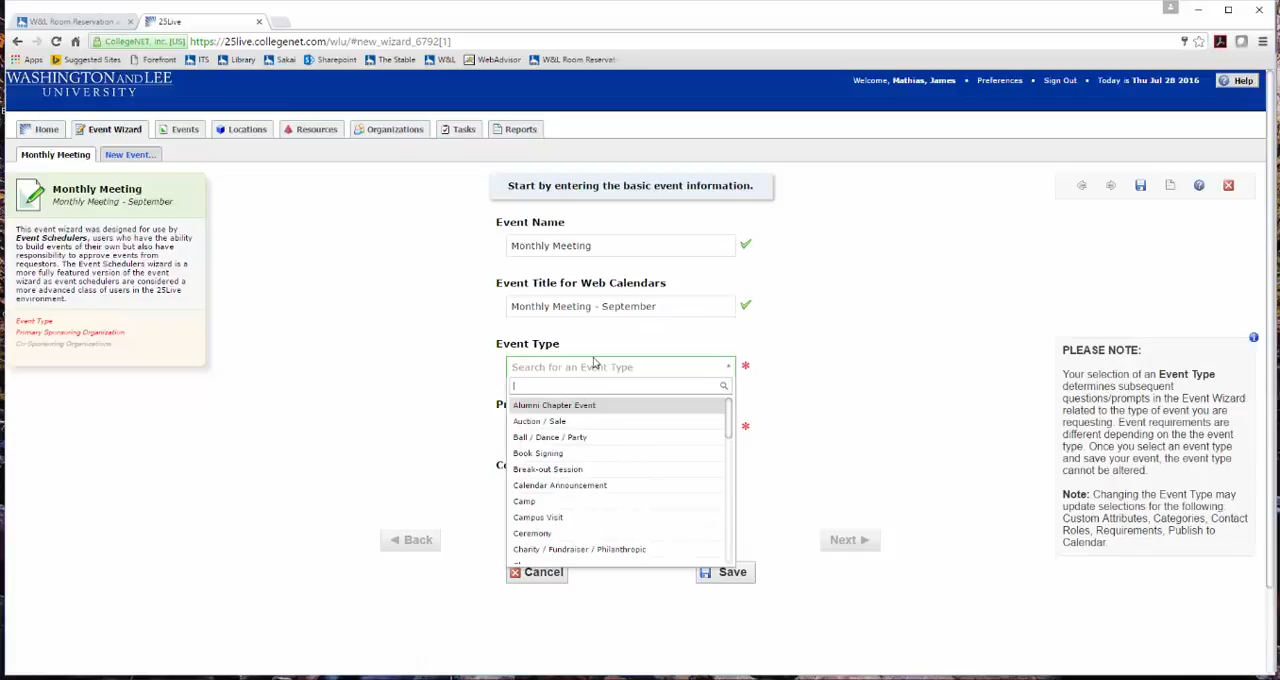 W&L Room Reservation
25Live
CollegeNET, Inc. [US]
https://25live.collegenet.com/wlu/#new_wizard_6792[1]
Apps
Suggested Sites
Forefront
ITS
Library
Sakai
Sharepoint
The Stable
W&L
WebAdvisor
W&L Room Reservat
WASHINGTON AND LEE
UNIVERSITY
Welcome, Mathias, James
Preferences
Sign Out
Today is Thu Jul 28 2016
Help
Home
Event Wizard
Events
Locations
Resources
Organizations
Tasks
Reports
Monthly Meeting
New Event...
Monthly Meeting
Monthly Meeting - September
This event wizard was designed for use by
Event Schedulers, users who have the ability
to build events of their own but also have
responsibility to approve events from
requestors. The Event Schedulers wizard is a
more fully featured version of the event
wizard as event schedulers are considered a
more advanced class of users in the 25Live
environment.
Event Type
Primary Sponsoring Organization
Co-Sponsoring Organizations
Start by entering the basic event information.
Event Name
Monthly Meeting
Event Title for Web Calendars
Monthly Meeting - September
Event Type
Search for an Event Type
Alumni Chapter Event
Auction / Sale
Ball / Dance / Party
Book Signing
Break-out Session
Calendar Announcement
Camp
Campus Visit
Ceremony
Charity / Fundraiser / Philanthropic
Back
Next
Cancel
Save
PLEASE NOTE:
Your selection of an Event Type
determines subsequent
questions/prompts in the Event Wizard
related to the type of event you are
requesting. Event requirements are
different depending on the the event
type. Once you select an event type
and save your event, the event type
cannot be altered.
Note: Changing the Event Type may
update selections for the following:
Custom Attributes, Categories, Contact
Roles, Requirements, Publish to
Calendar.